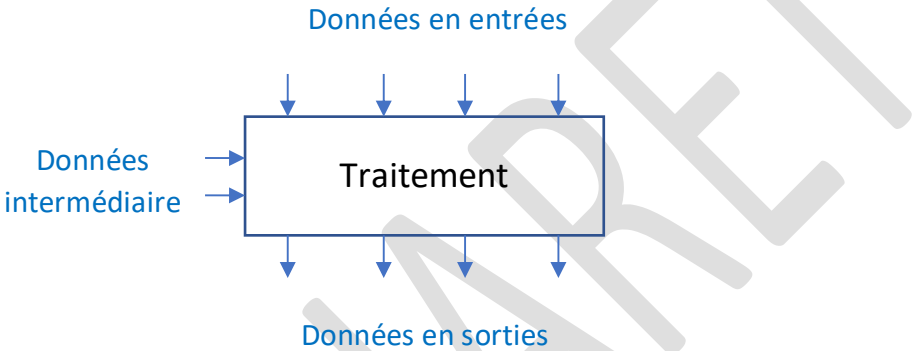 Données en entrées
Données
intermédiaire
Traitement
Données en sorties